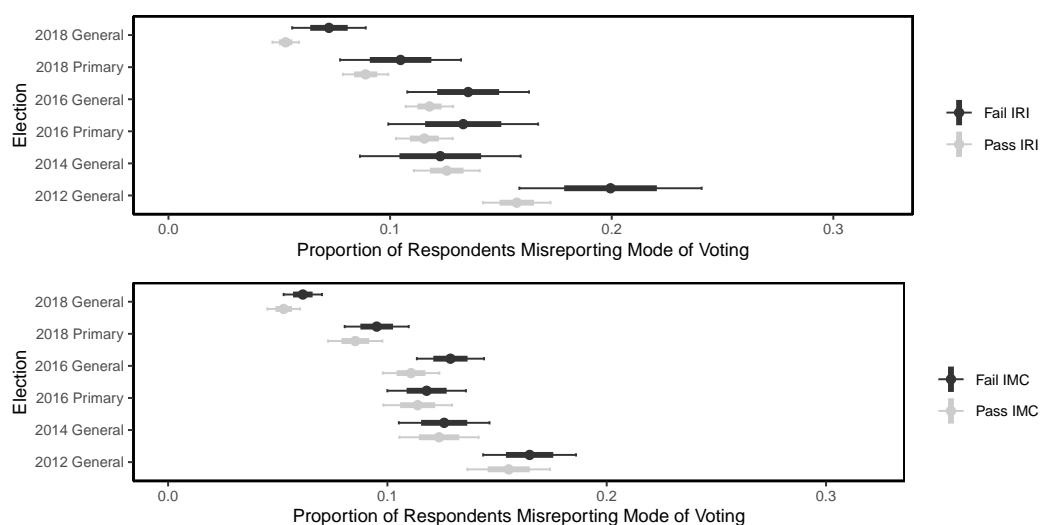 2018 General
2018 Primary
2016 General
2016 Primary
2014 General
2012 General
Election
0.0 0.1 0.2 0.3
Proportion of Respondents Misreporting Mode of Voting
Fail IRI
Pass IRI
2018 General
2018 Primary
2016 General
2016 Primary
2014 General
2012 General
Election
0.0 0.1 0.2 0.3
Proportion of Respondents Misreporting Mode of Voting
Fail IMC
Pass IMC